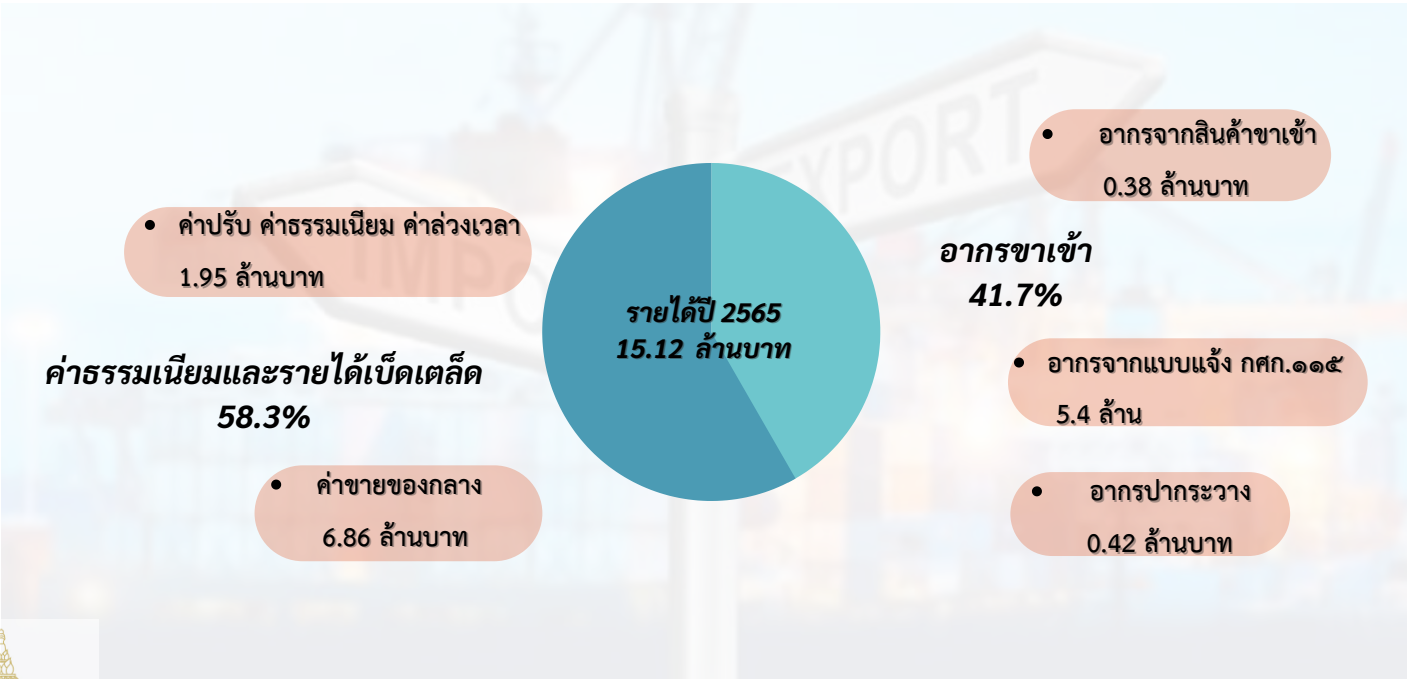 อากรจากสินค้าขาเข้า
0.38 ล้านบาท
ค่าปรับ ค่าธรรมเนียม ค่าล่วงเวลา
1.95 ล้านบาท
อากรขาเข้า
41.7%
รายได้ปี 2565
15.12 ล้านบาท
ค่าธรรมเนียมและรายได้เบ็ดเตล็ด
58.3%
อากรจากแบบแจ้ง กศก.๑๑๕
5.4 ล้าน
ค่าขายของกลาง
6.86 ล้านบาท
อากรปากระวาง
0.42 ล้านบาท
EXPORT
IMPO